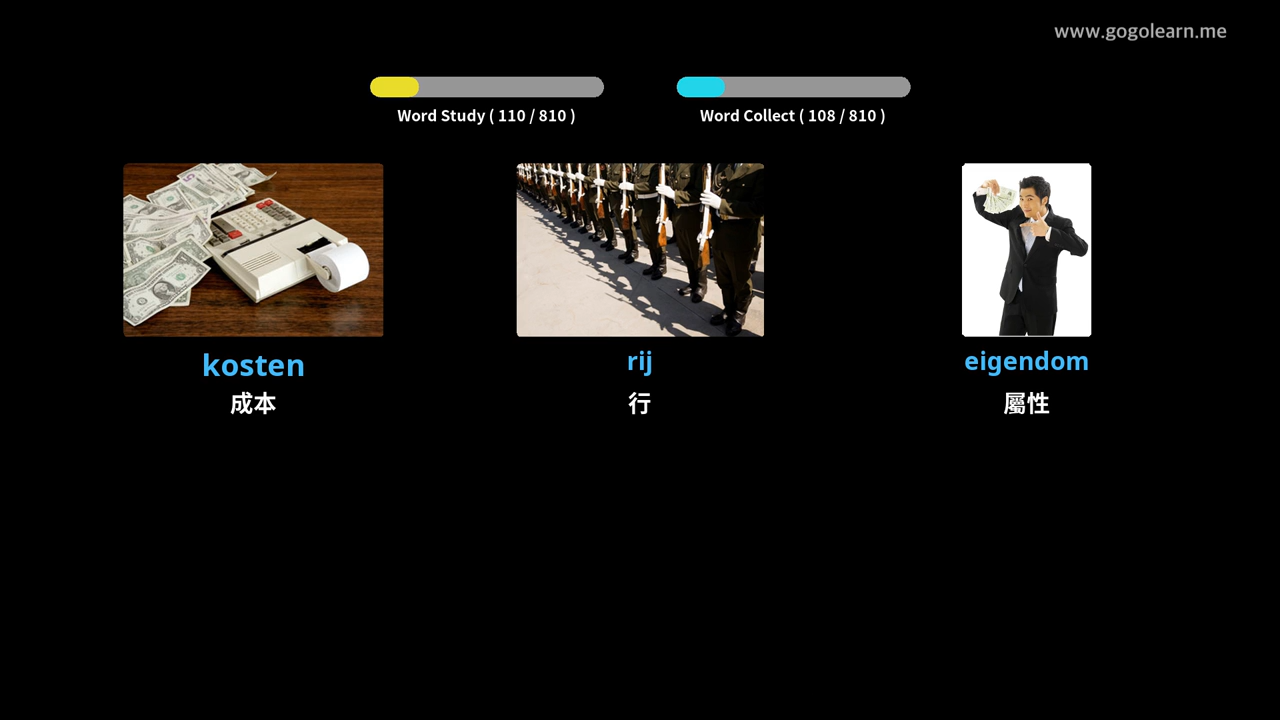 www.gogolearn.me
Word Study ( 110 / 810 )
Word Collect ( 108 / 810 )
kosten
成本
rij
行
eigendom
屬性